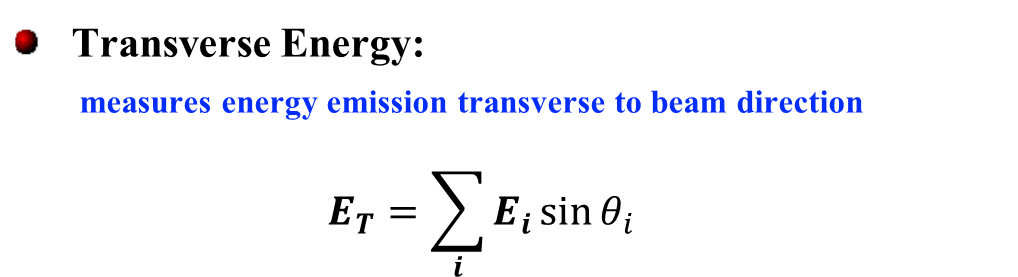 Transverse Energy:
measures energy emission transverse to beam direction
E_T = ∑_i E_i sin θ_i